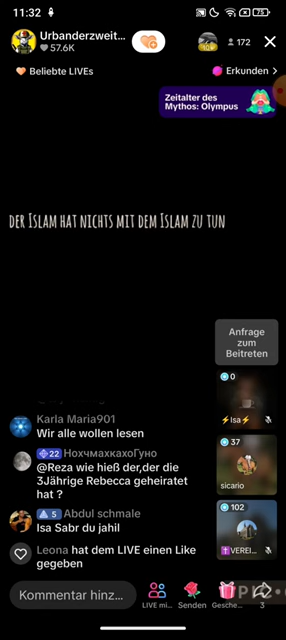 11:32
75
Urbanderzweit...
57.6K
172
Beliebte LIVEs
Erkunden
Zeitalter des
Mythos: Olympus
DER ISLAM HAT NICHTS MIT DEM ISLAM ZU TUN
Anfrage
zum
Beitreten
0
⚡Isa⚡
Karla Maria901
Wir alle wollen lesen
22 НохчмаxкахоГуно
@Reza wie hieß der,der die
3Jährige Rebecca geheiratet
hat ?
37
sicario
5 Abdul schmale
Isa Sabr du jahil
102
VEREI...
Leona hat dem LIVE einen Like
gegeben
Kommentar hinz...
LIVE mi...
Senden
Gesche...
3